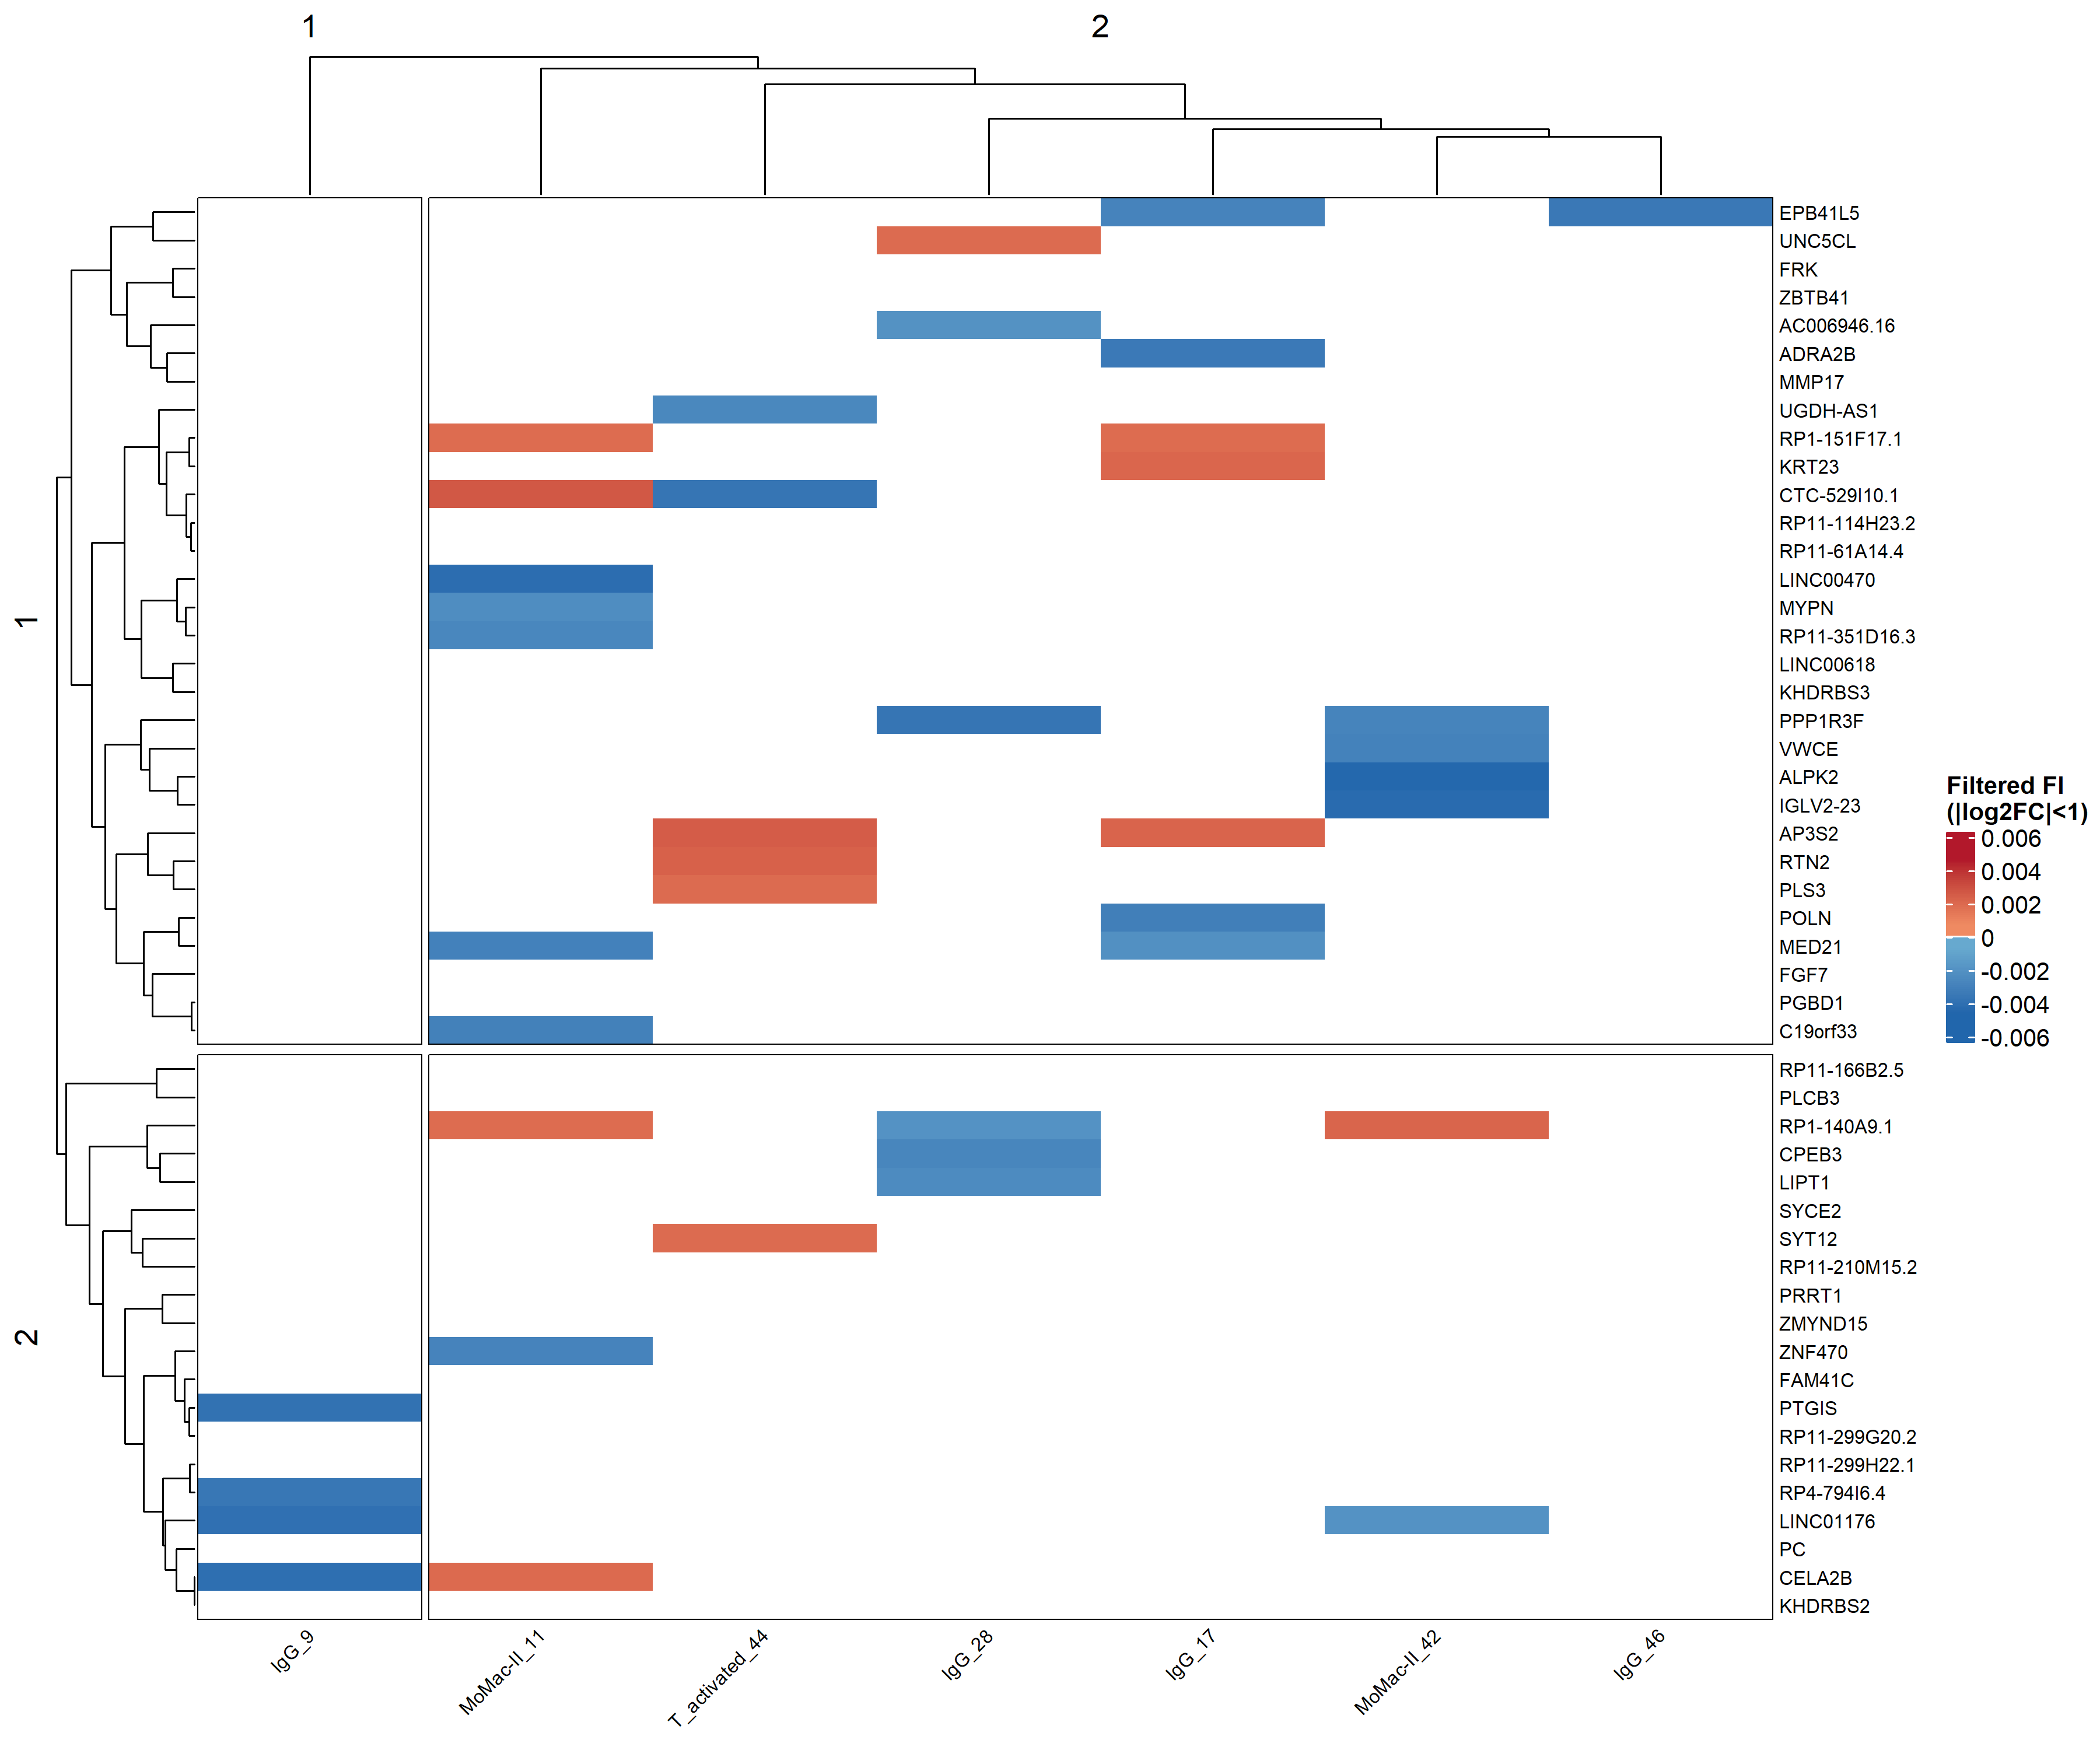 1
2
1
EPB41L5
UNC5CL
FRK
ZBTB41
AC006946.16
ADRA2B
MMP17
UGDH-AS1
RP1-151F17.1
KRT23
CTC-529I10.1
RP11-114H23.2
RP11-61A14.4
LINC00470
MYPN
RP11-351D16.3
LINC00618
KHDRBS3
PPP1R3F
VWCE
ALPK2
IGLV2-23
AP3S2
RTN2
PLS3
POLN
MED21
FGF7
PGBD1
C19orf33
2
RP11-166B2.5
PLCB3
RP1-140A9.1
CPEB3
LIPT1
SYCE2
SYT12
RP11-210M15.2
PRRT1
ZMYND15
ZNF470
FAM41C
PTGIS
RP11-299G20.2
RP11-299H22.1
RP4-794I6.4
LINC01176
PC
CELA2B
KHDRBS2
Filtered FI
(|log2FC|<1)
0.006
0.004
0.002
0
-0.002
-0.004
-0.006
IgG_9
MoMac-II_11
T_activated_44
IgG_28
IgG_17
MoMac-II_42
IgG_46